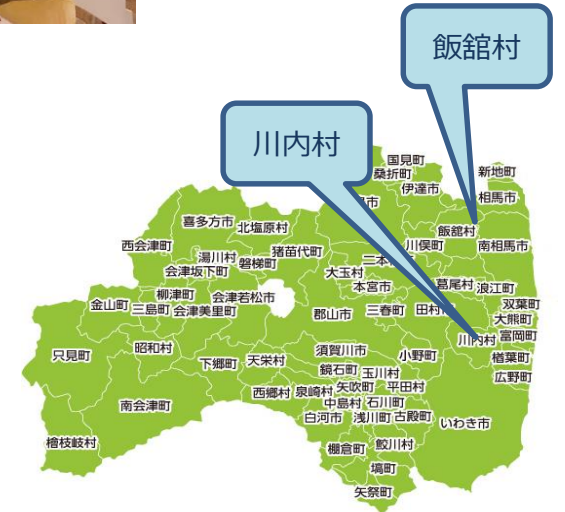 飯舘村
川内村
国見町
桑折町
新地町
伊達市
相馬市
市
喜多方市
北塩原村
飯舘村
川俣町
南相馬市
西会津町
猪苗代町
湯川村
磐梯町
二本
会津坂下町
大玉村
本宮市
葛尾村
浪江町
柳津町
会津若松市
双葉町
金山町
三島町
会津美里町
郡山市
三春町
田村
大熊町
川内村
富岡町
只見町
昭和村
須賀川市
小野町
楢葉町
下郷町
天栄村
鏡石町
玉川村
広野町
西郷村
泉崎村
矢吹町
平田村
南会津町
中島村
石川町
白河市
浅川町
古殿町
いわき市
檜枝岐村
棚倉町
鮫川村
塙町
矢祭町